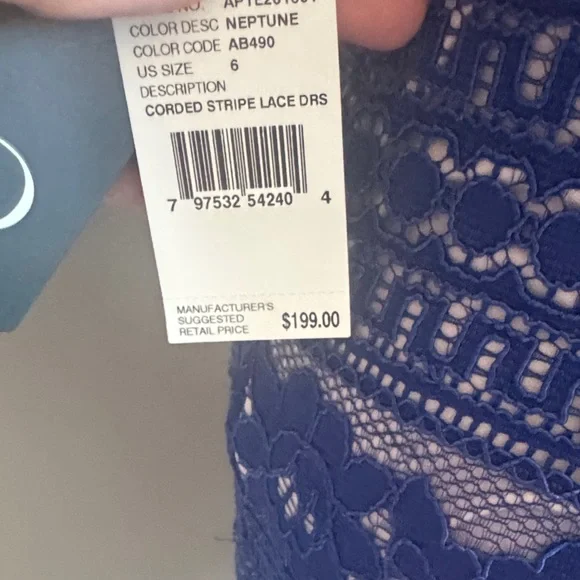 COLOR DESC NEPTUNE
COLOR CODE AB490
US SIZE 6
DESCRIPTION
CORDED STRIPE LACE DRS
7 97532 54240 4
MANUFACTURER'S
SUGGESTED
RETAIL PRICE $199.00